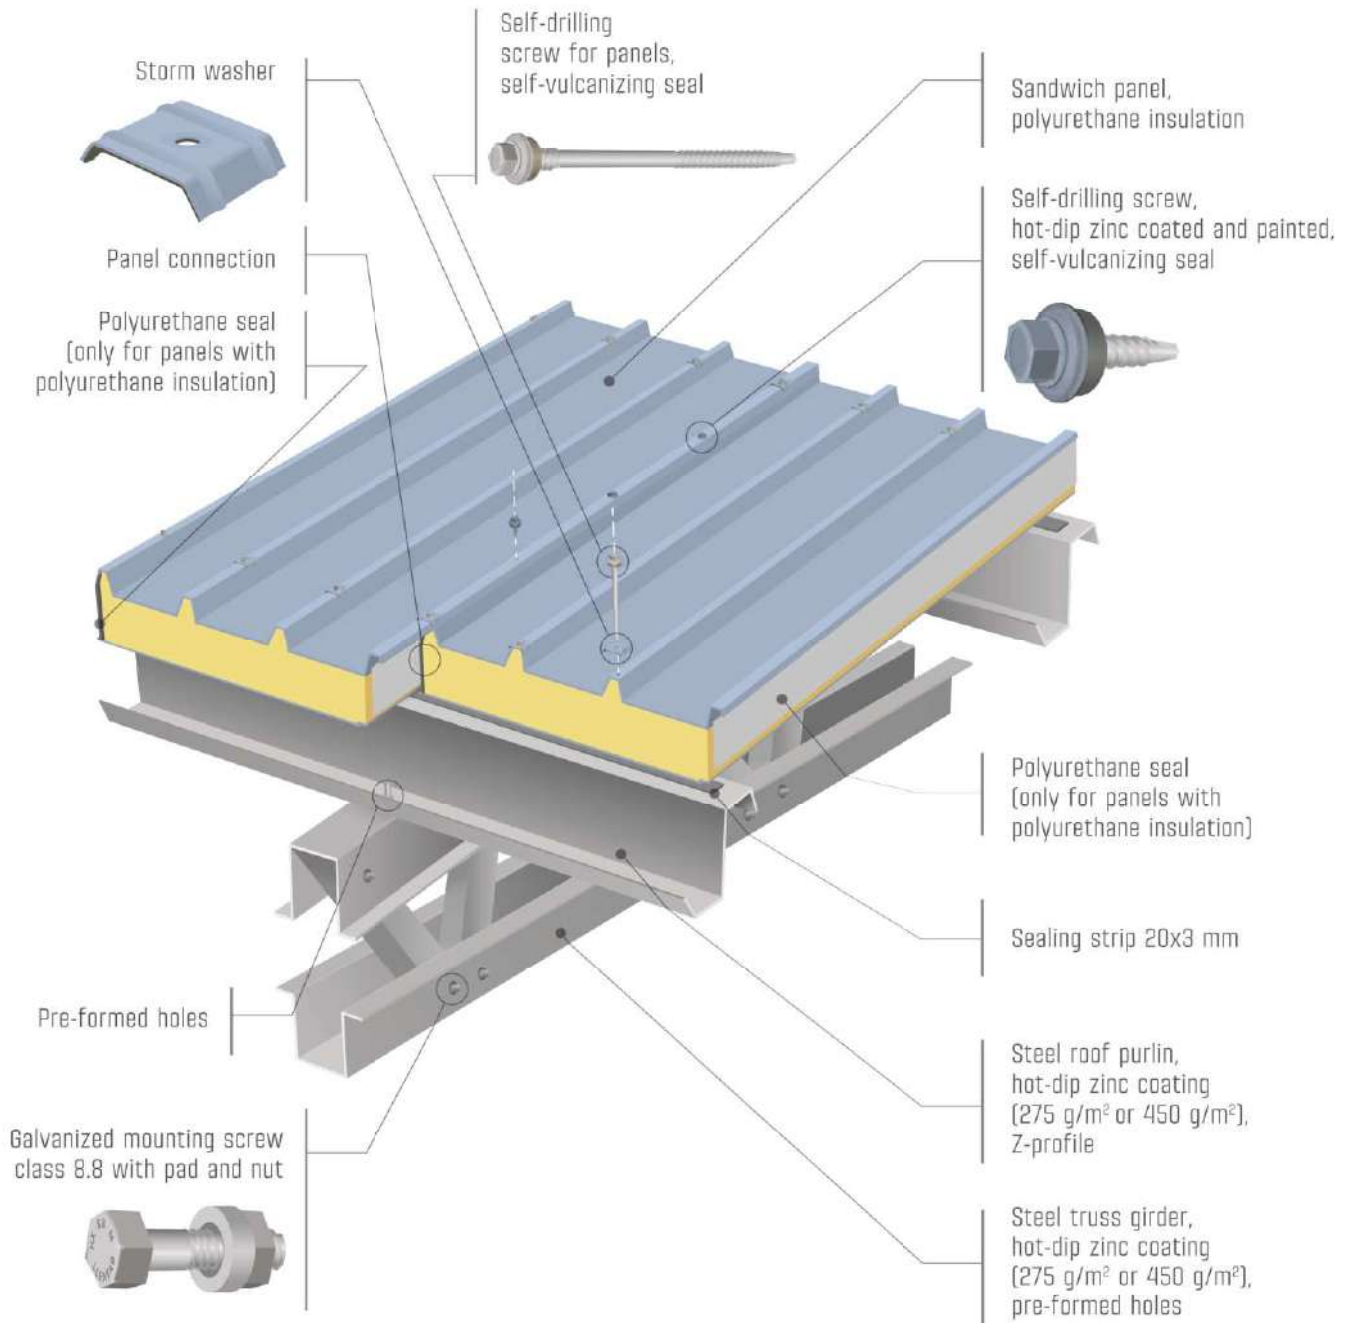 Self-drilling
screw for panels,
self-vulcanizing seal
Storm washer
Sandwich panel,
polyurethane insulation
Self-drilling screw,
hot-dip zinc coated and painted,
self-vulcanizing seal
Panel connection
Polyurethane seal
(only for panels with
polyurethane insulation)
Polyurethane seal
(only for panels with
polyurethane insulation)
Sealing strip 20x3 mm
Pre-formed holes
Steel roof purlin,
hot-dip zinc coating
(275 g/m² or 450 g/m²),
Z-profile
Galvanized mounting screw
class 8.8 with pad and nut
Steel truss girder,
hot-dip zinc coating
(275 g/m² or 450 g/m²),
pre-formed holes